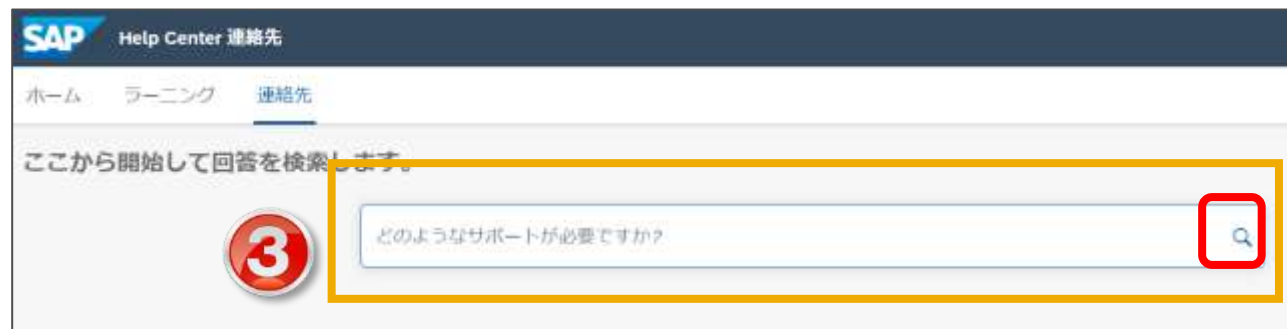 SAP Help Center 連絡先
ホーム ラーニング 連絡先
ここから開始して回答を検索します。
3 どのようなサポートが必要ですか?